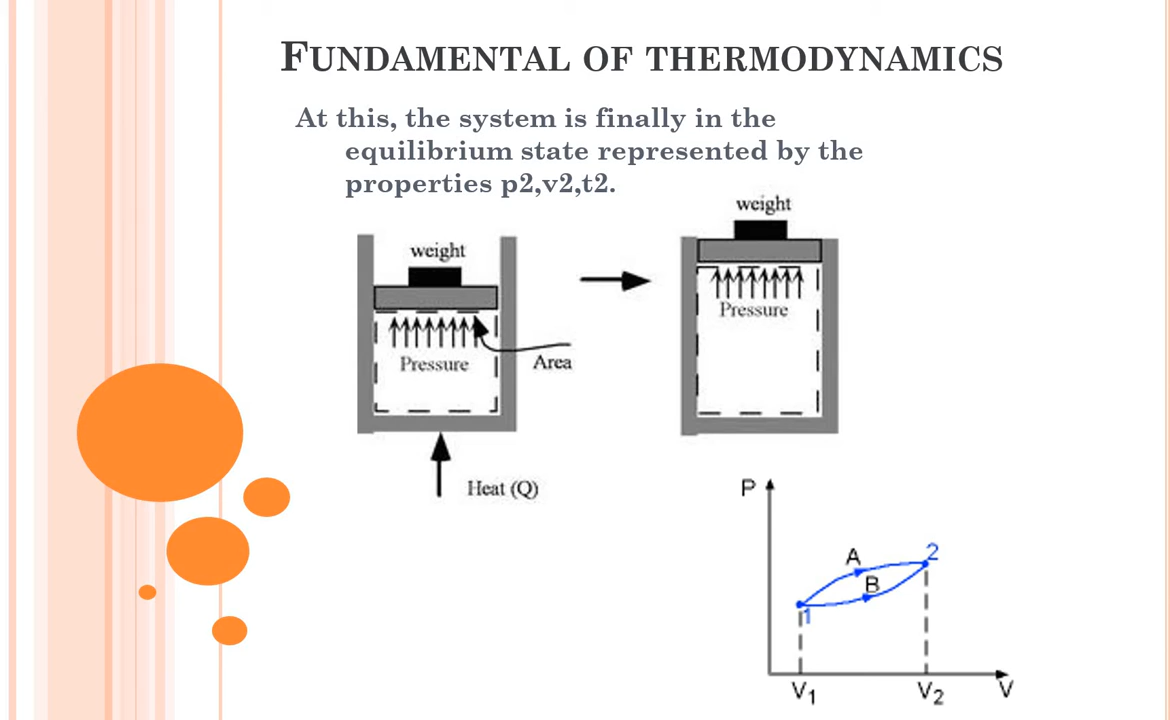 FUNDAMENTAL OF THERMODYNAMICS
At this, the system is finally in the
equilibrium state represented by the
properties p2,v2,t2.
weight
weight
Pressure
Pressure
Area
Heat (Q)
P
A
2
B
1
V1
V2
V